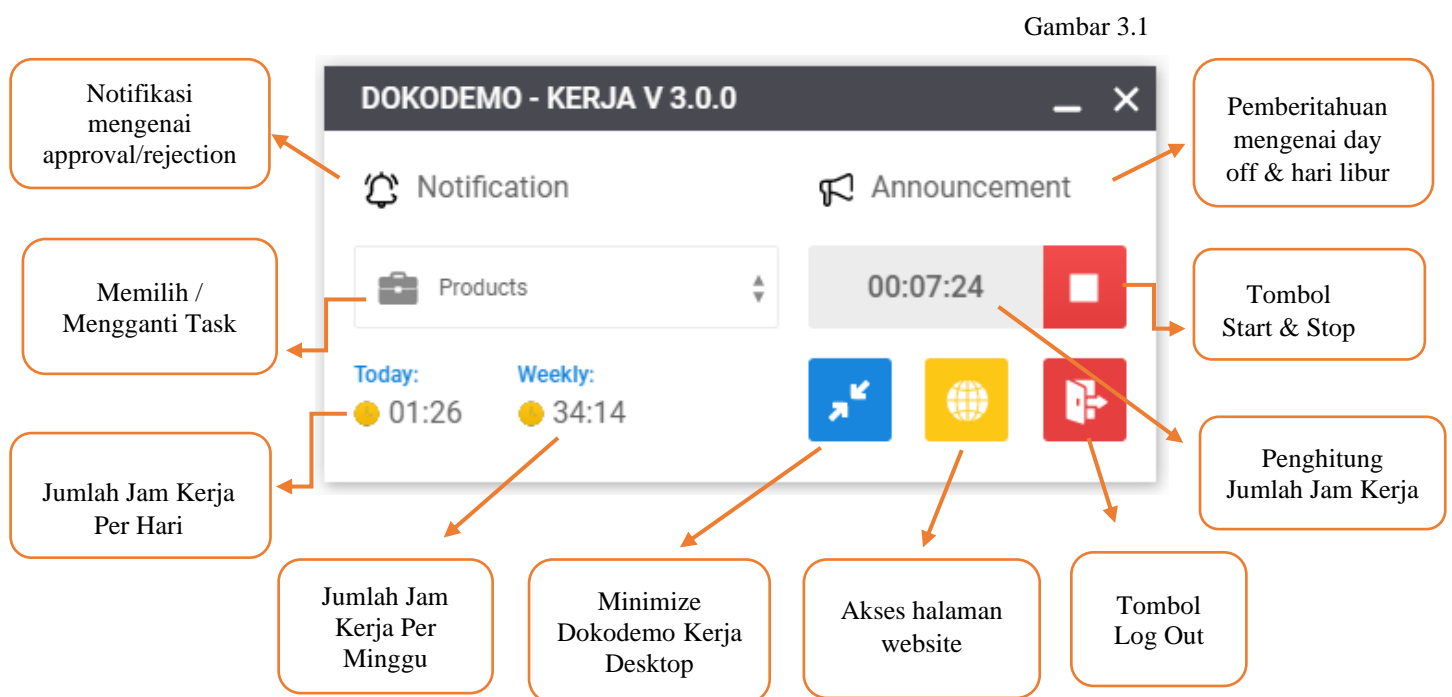 Gambar 3.1
Notifikasi
mengenai
approval/rejection
DOKODEMO - KERJA V 3.0.0
Pemberitahuan
mengenai day
off & hari libur
Notification
Announcement
Memilih /
Mengganti Task
Products
00:07:24
Tombol
Start & Stop
Today:
Weekly:
01:26
34:14
Jumlah Jam Kerja
Per Hari
Penghitung
Jumlah Jam Kerja
Jumlah Jam
Kerja Per
Minggu
Minimize
Dokodemo Kerja
Desktop
Akses halaman
website
Tombol
Log Out